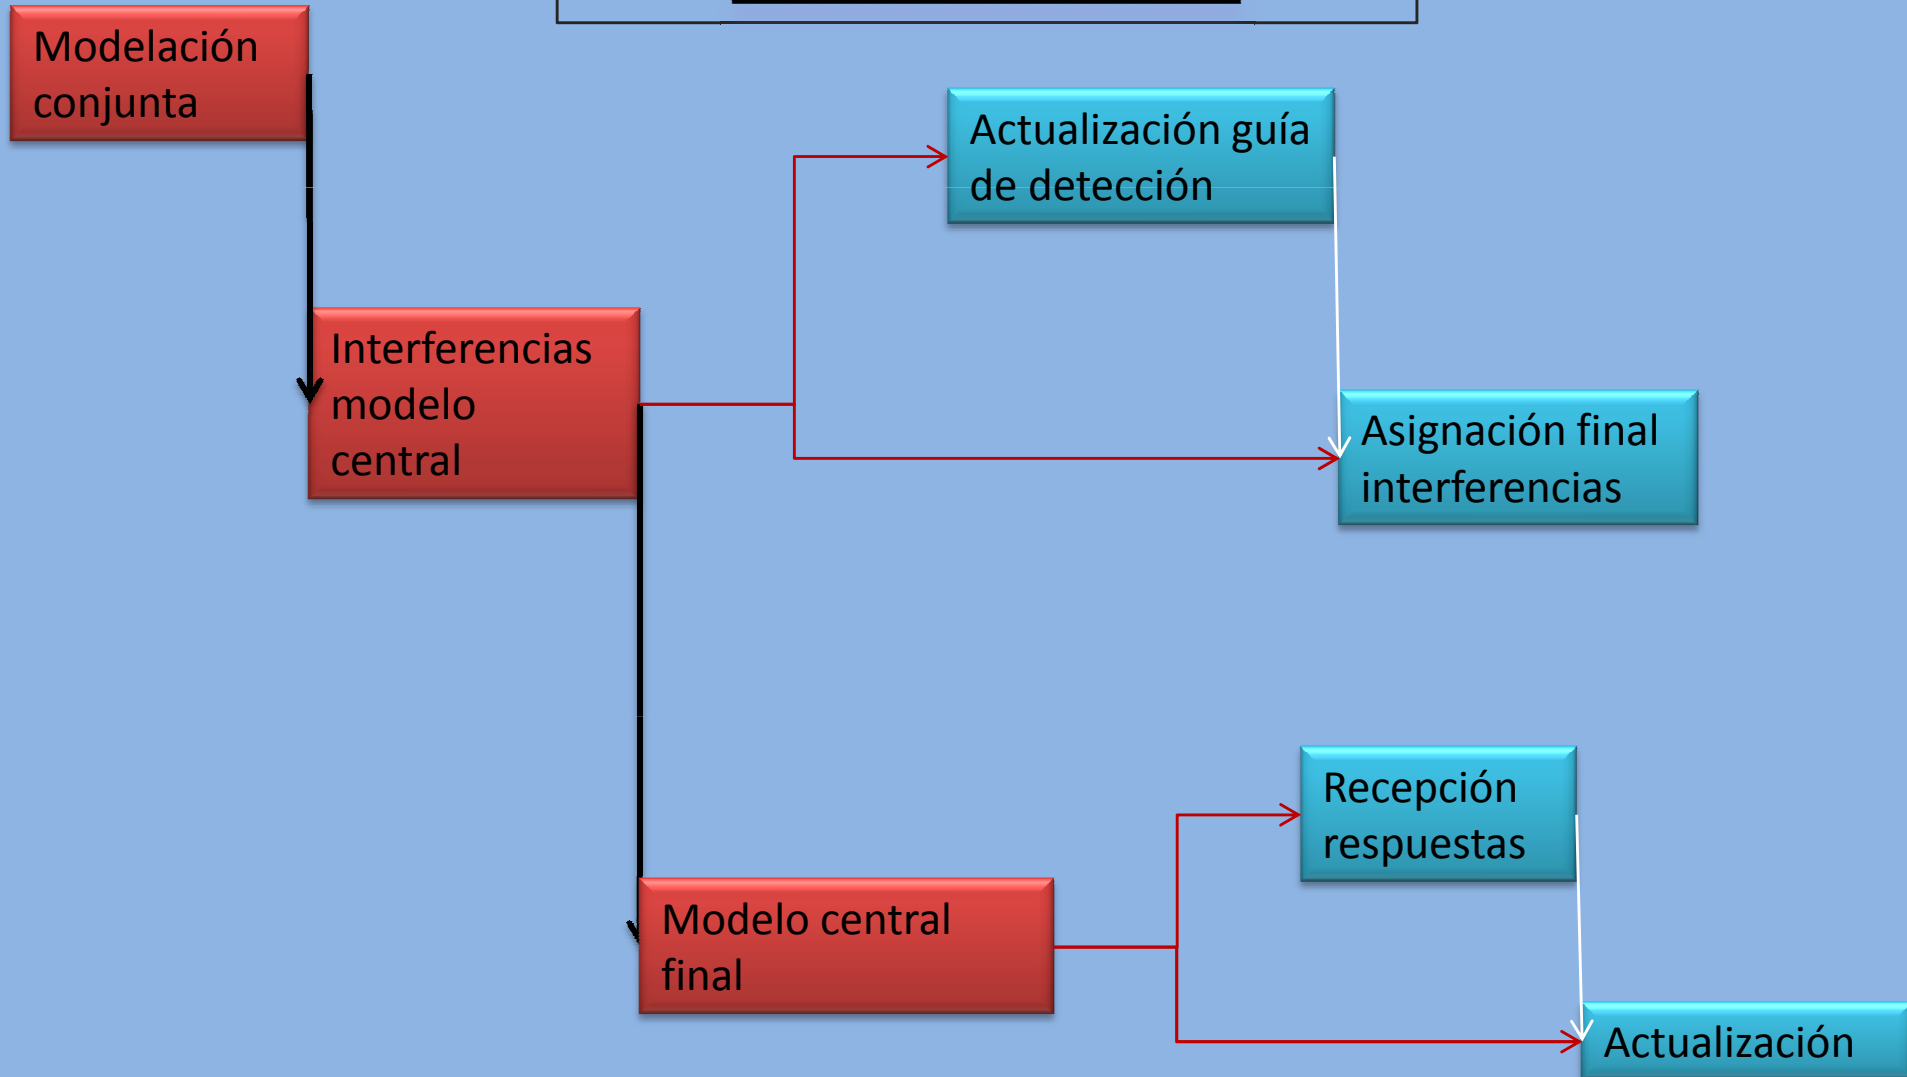 Modelación
conjunta
Actualización guía
de detección
Interferencias
modelo
central
Asignación final
interferencias
Recepción
respuestas
Modelo central
final
Actualización